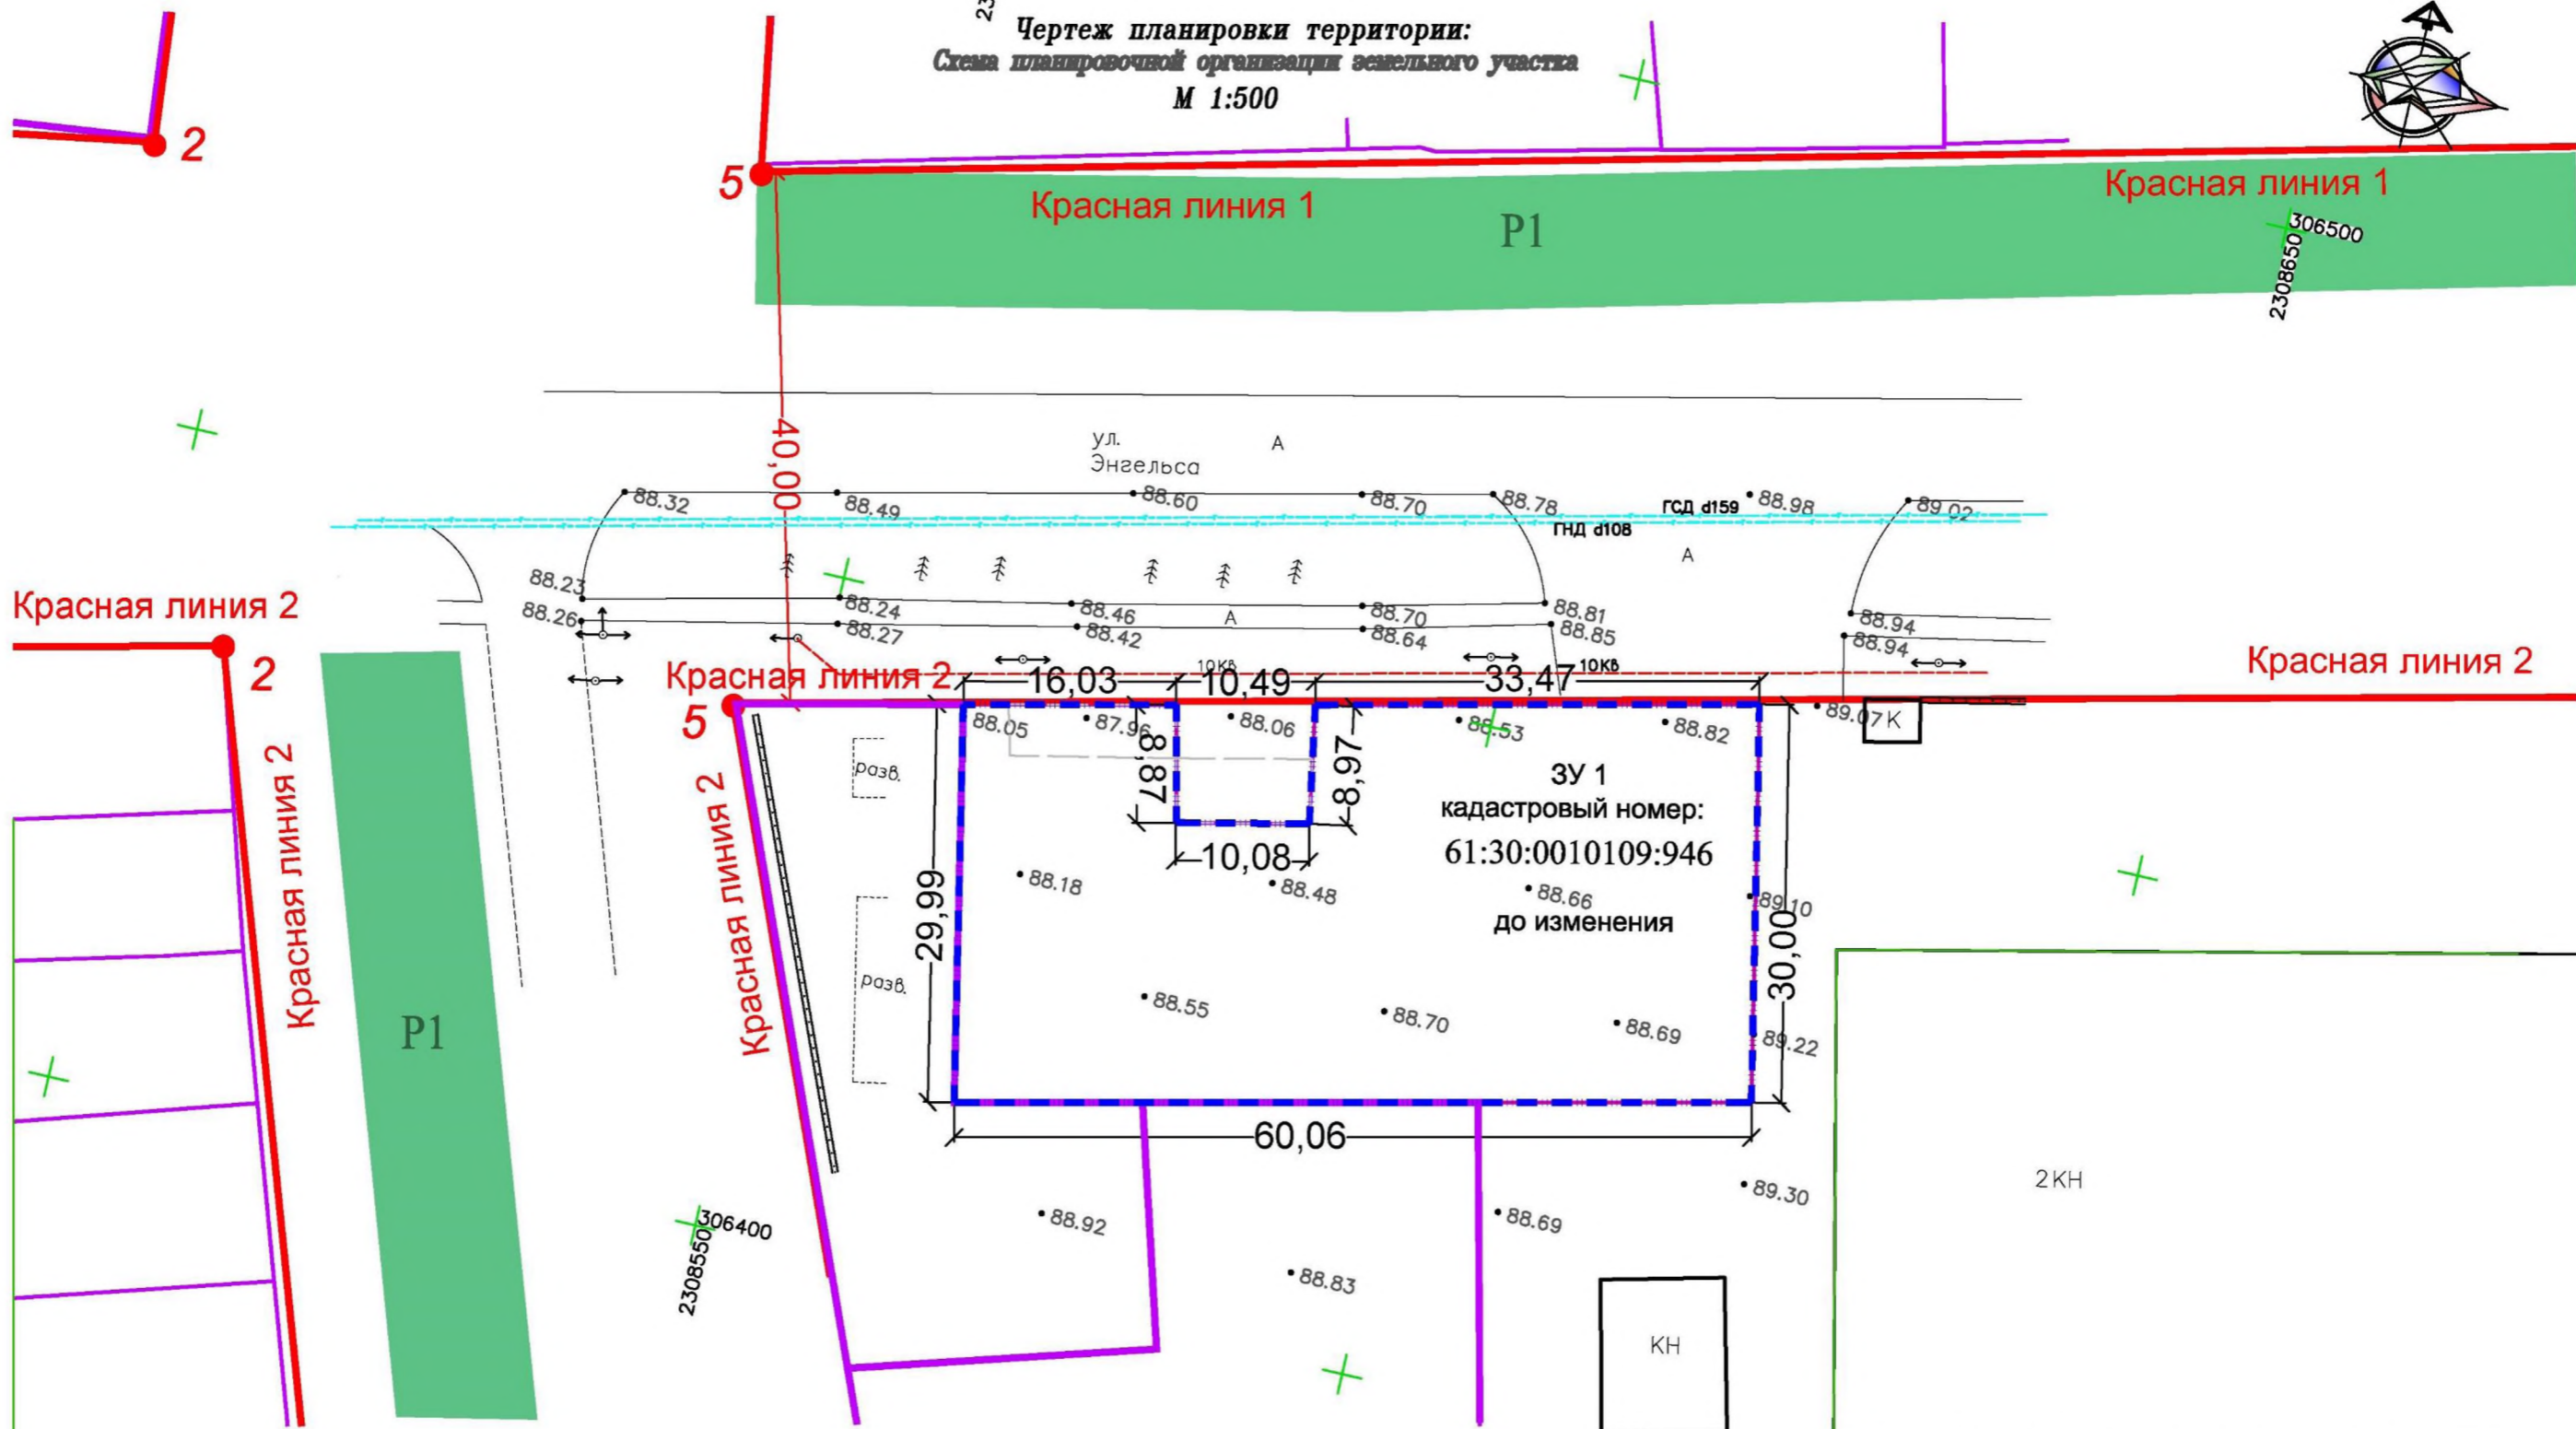 Чертеж планировки территории:
Схема планировочной организации земельного участка
М 1:500
2
5
Красная линия 1
Р1
Красная линия 1
306500
2308650
40,00
ул.
Энгельса
А
88.32
88.49
88.60
88.70
88.78
ГСД d159
88.98
89.02
ГНД d108
А
88.23
88.24
88.46
88.70
88.81
88.26
88.27
88.42
А
88.64
88.85
88.94
88.94
Красная линия 2
2
Красная линия 2
10Кв
10Кв
Красная линия 2
16,03
10,49
33,47
5
88.05
87.96
88.06
88.53
88.82
89.07
К
8,87
8,97
разв.
ЗУ 1
кадастровый номер:
61:30:0010109:946
до изменения
10,08
Красная линия 2
Красная линия 2
29,99
88.18
88.48
88.66
89.10
30,00
разв.
88.55
88.70
88.69
89.22
Р1
60,06
2КН
89.30
88.92
88.69
306400
2308550
88.83
КН